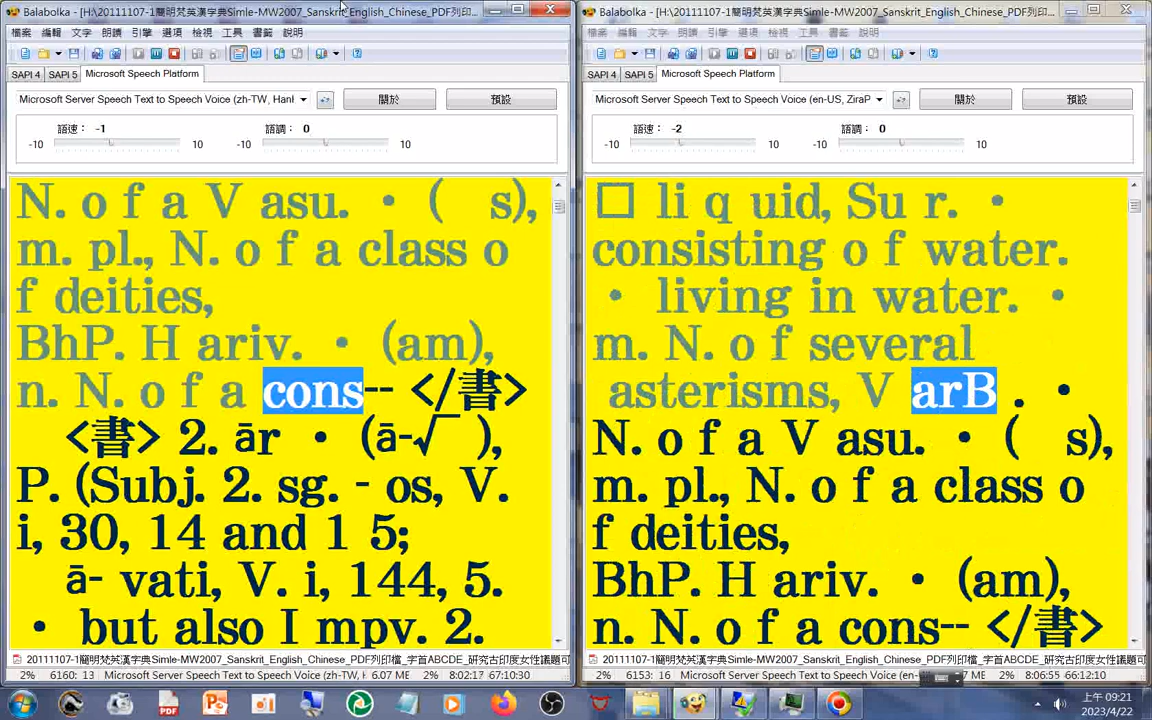 Balabolka - [H:\20111107-1簡明梵英漢字典Simle-MW2007_Sanskrit_English_Chinese_PDF列印...
檔案 編輯 文字 朗讀 引擎 選項 檢視 工具 書籤 說明
SAPI 4 SAPI 5 Microsoft Speech Platform
Microsoft Server Speech Text to Speech Voice (zh-TW, Hanl 關於 預設
語速： -1 語調： 0
-10 10 -10 10
N. o f a V asu. • ( s),
m. pl., N. o f a class o
f deities,
BhP. H ariv. • (am),
n. N. o f a cons-- </書>
<書> 2. ār • (ā-√ ),
P. (Subj. 2. sg. - os, V.
i, 30, 14 and 1 5;
ā- vati, V. i, 144, 5.
• but also I mpv. 2.
20111107-1簡明梵英漢字典Simle-MW2007_Sanskrit_English_Chinese_PDF列印檔_字首ABCDE_研究古印度女性議題可
2% 6160: 13 Microsoft Server Speech Text to Speech Voice (zh-TW, H 6.07 ME 2% 8:02:17 67:10:30
Balabolka - [H:\20111107-1簡明梵英漢字典Simle-MW2007_Sanskrit_English_Chinese_PDF列印...
檔案 編輯 文字 朗讀 引擎 選項 檢視 工具 書籤 說明
SAPI 4 SAPI 5 Microsoft Speech Platform
Microsoft Server Speech Text to Speech Voice (en-US, ZiraP 關於 預設
語速： -2 語調： 0
-10 10 -10 10
□ li q uid, Su r. •
consisting o f water.
• living in water. •
m. N. o f several
asterisms, V arB . •
N. o f a V asu. • ( s),
m. pl., N. o f a class o
f deities,
BhP. H ariv. • (am),
n. N. o f a cons-- </書>
20111107-1簡明梵英漢字典Simle-MW2007_Sanskrit_English_Chinese_PDF列印檔_字首ABCDE_研究古印度女性議題可
2% 6153: 16 Microsoft Server Speech Text to Speech Voice 2% 8:06:55 66:12:10
上午 09:21
2023/4/22